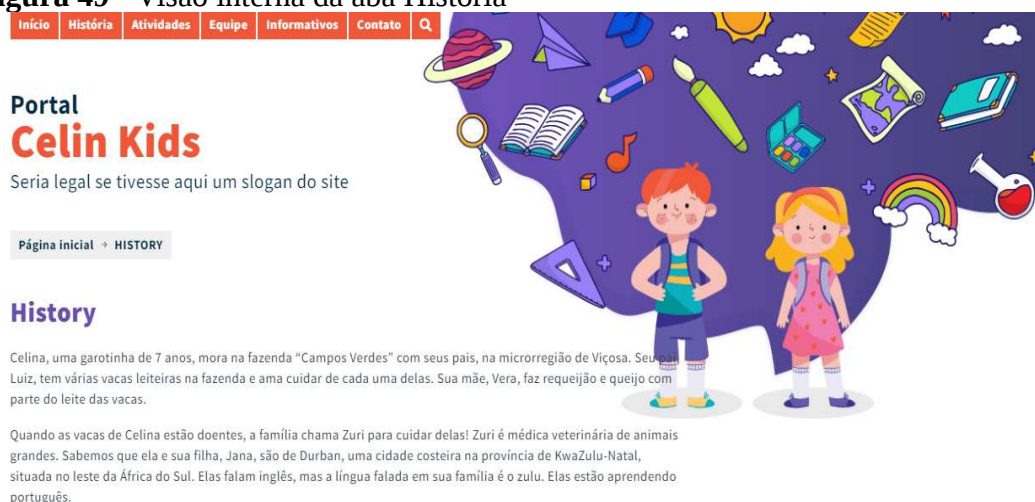 Visão interna da aba História
Início História Atividades Equipe Informativos Contato
Portal
Celin Kids
Seria legal se tivesse aqui um slogan do site
Página inicial → HISTORY
History
Celina, uma garotinha de 7 anos, mora na fazenda “Campos Verdes” com seus pais, na microrregião de Viçosa. Seu pai,
Luiz, tem várias vacas leiteiras na fazenda e ama cuidar de cada uma delas. Sua mãe, Vera, faz requeijão e queijo com
parte do leite das vacas.
Quando as vacas de Celina estão doentes, a família chama Zuri para cuidar delas! Zuri é médica veterinária de animais
grandes. Sabemos que ela e sua filha, Jana, são de Durban, uma cidade costeira na província de KwaZulu-Natal,
situada no leste da África do Sul. Elas falam inglês, mas a língua falada em sua família é o zulu. Elas estão aprendendo
português.